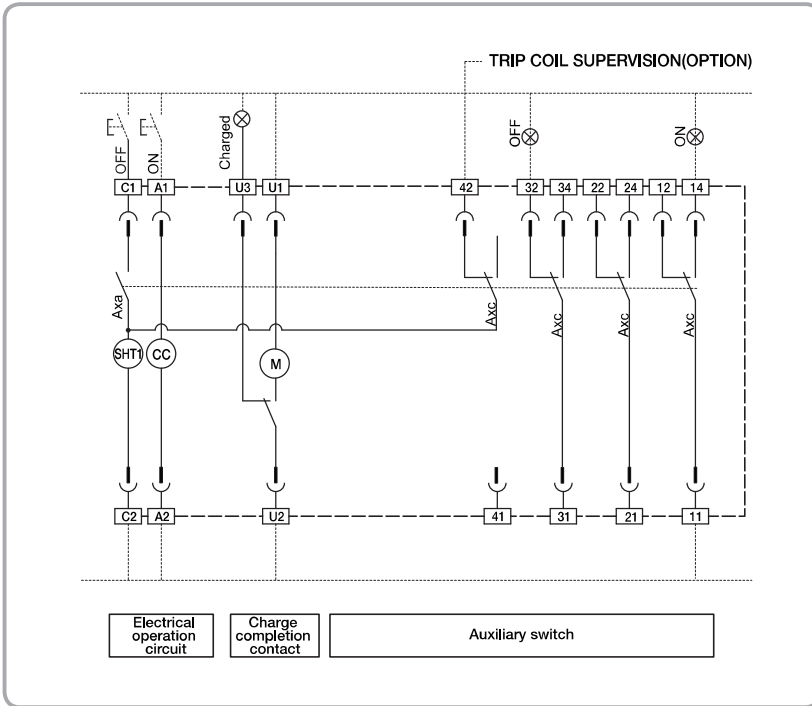 TRIP COIL SUPERVISION(OPTION)
OFF
ON
Charged
OFF
ON
C1
A1
U3
U1
42
32
34
22
24
12
14
Axa
Axc
Axc
Axc
Axc
SHT1
CC
M
C2
A2
U2
41
31
21
11
Electrical
operation
circuit
Charge
completion
contact
Auxiliary switch